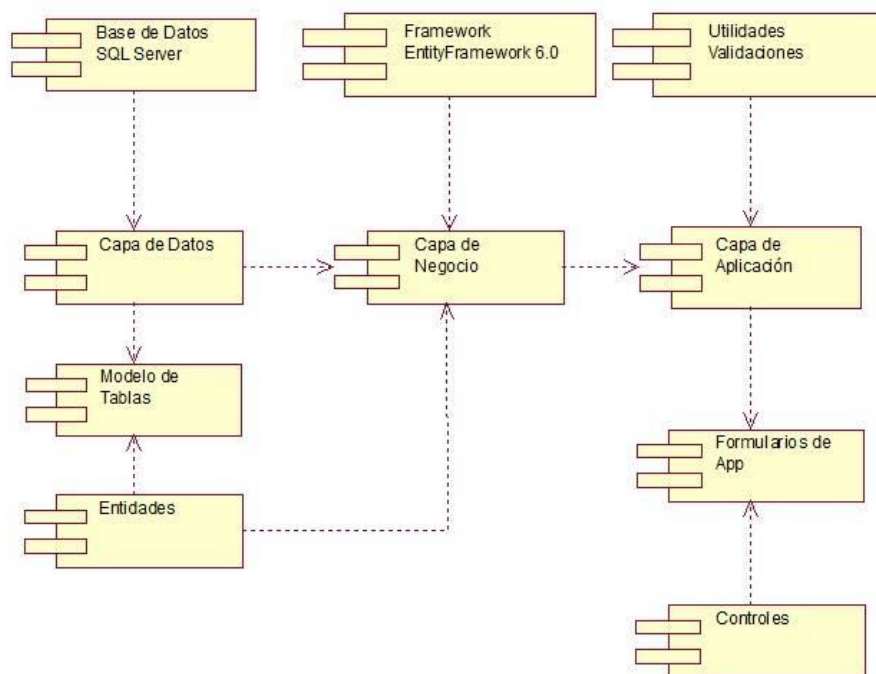 Base de Datos
SQL Server
Framework
EntityFramework 6.0
Utilidades
Validaciones
Capa de Datos
Capa de
Negocio
Capa de
Aplicación
Modelo de
Tablas
Formularios de
App
Entidades
Controles